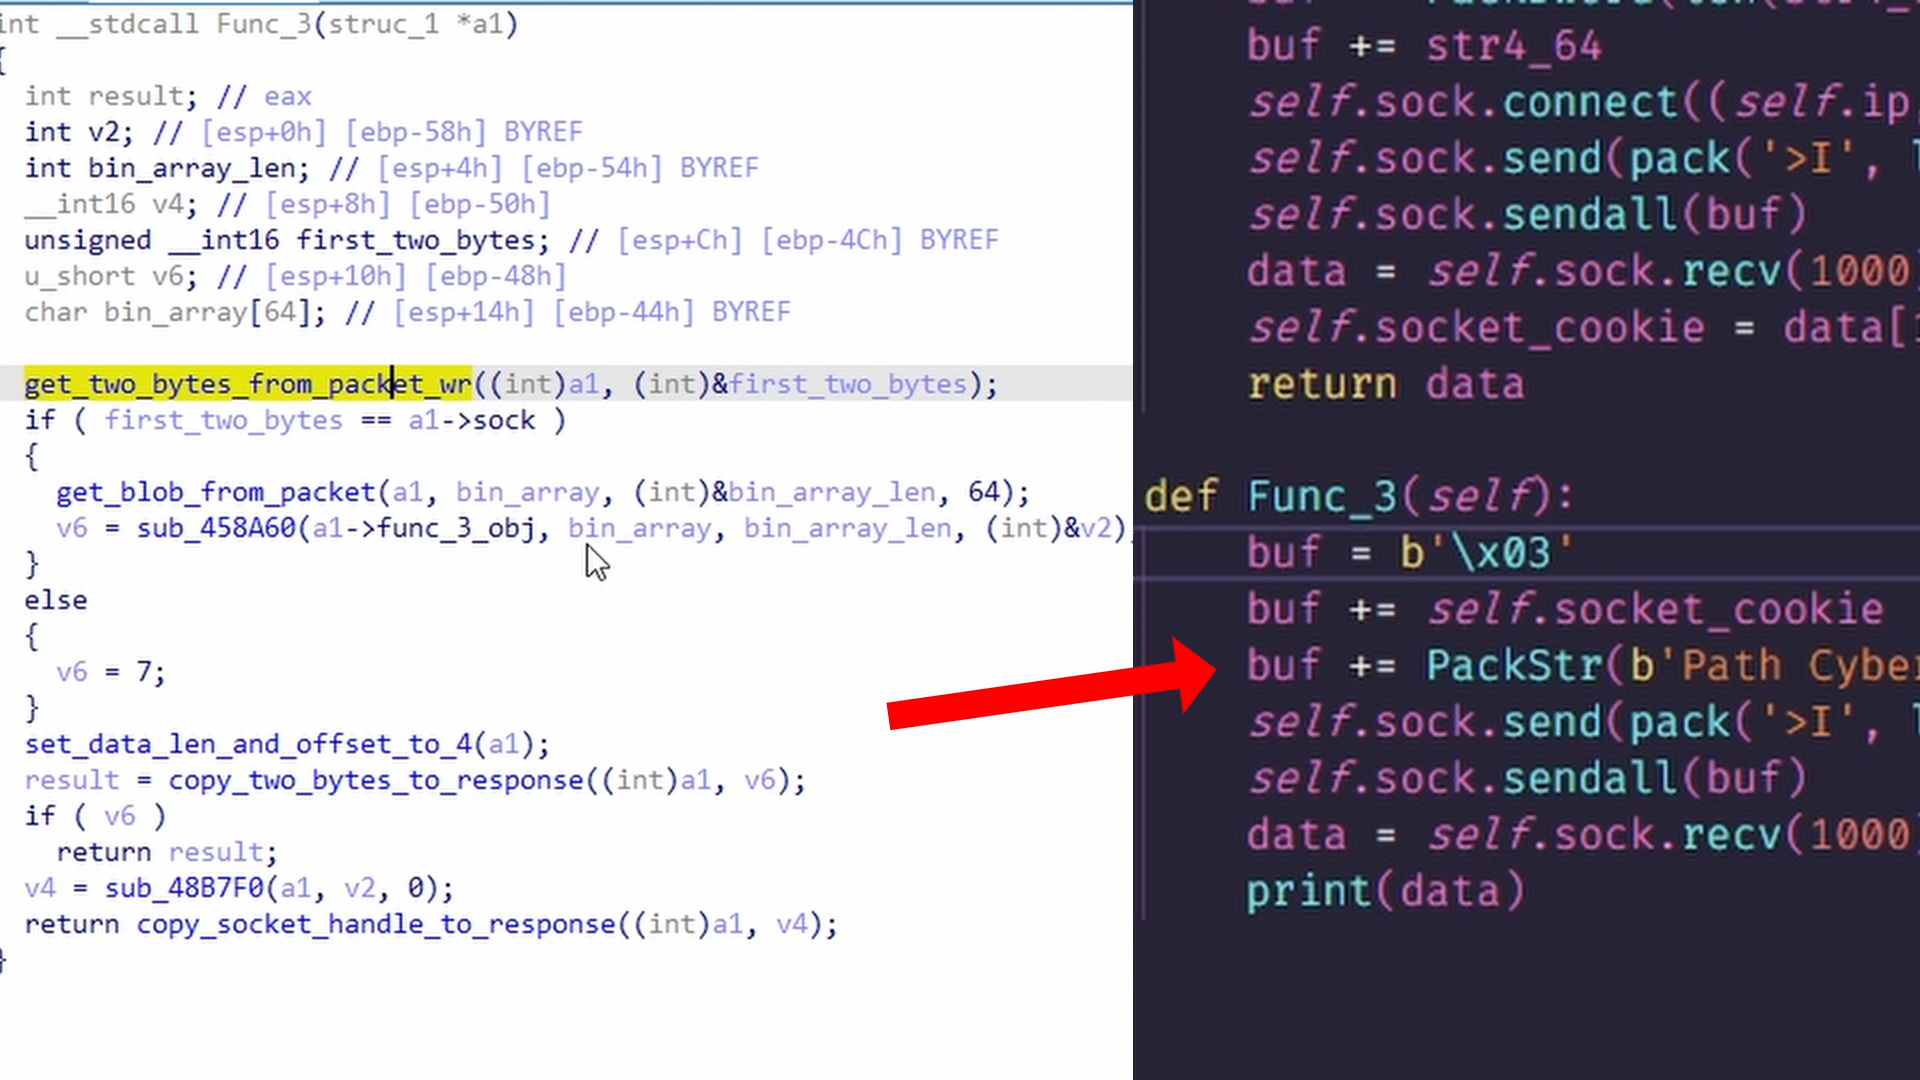 int __stdcall Func_3(struc_1 *a1)
{
int result; // eax
int v2; // [esp+0h] [ebp-58h] BYREF
int bin_array_len; // [esp+4h] [ebp-54h] BYREF
__int16 v4; // [esp+8h] [ebp-50h]
unsigned __int16 first_two_bytes; // [esp+Ch] [ebp-4Ch] BYREF
u_short v6; // [esp+10h] [ebp-48h]
char bin_array[64]; // [esp+14h] [ebp-44h] BYREF
get_two_bytes_from_packet_wr((int)a1, (int)&first_two_bytes);
if ( first_two_bytes == a1->sock )
{
get_blob_from_packet(a1, bin_array, (int)&bin_array_len, 64);
v6 = sub_458A60(a1->func_3_obj, bin_array, bin_array_len, (int)&v2)
}
else
{
v6 = 7;
}
set_data_len_and_offset_to_4(a1);
result = copy_two_bytes_to_response((int)a1, v6);
if ( v6 )
return result;
v4 = sub_48B7F0(a1, v2, 0);
return copy_socket_handle_to_response((int)a1, v4);
}
buf += str4_64
self.sock.connect((self.ip
self.sock.send(pack('>I',
self.sock.sendall(buf)
data = self.sock.recv(1000
self.socket_cookie = data[
return data
def Func_3(self):
buf = b'\x03'
buf += self.socket_cookie
buf += PackStr(b'Path Cyber
self.sock.send(pack('>I',
self.sock.sendall(buf)
data = self.sock.recv(1000
print(data)